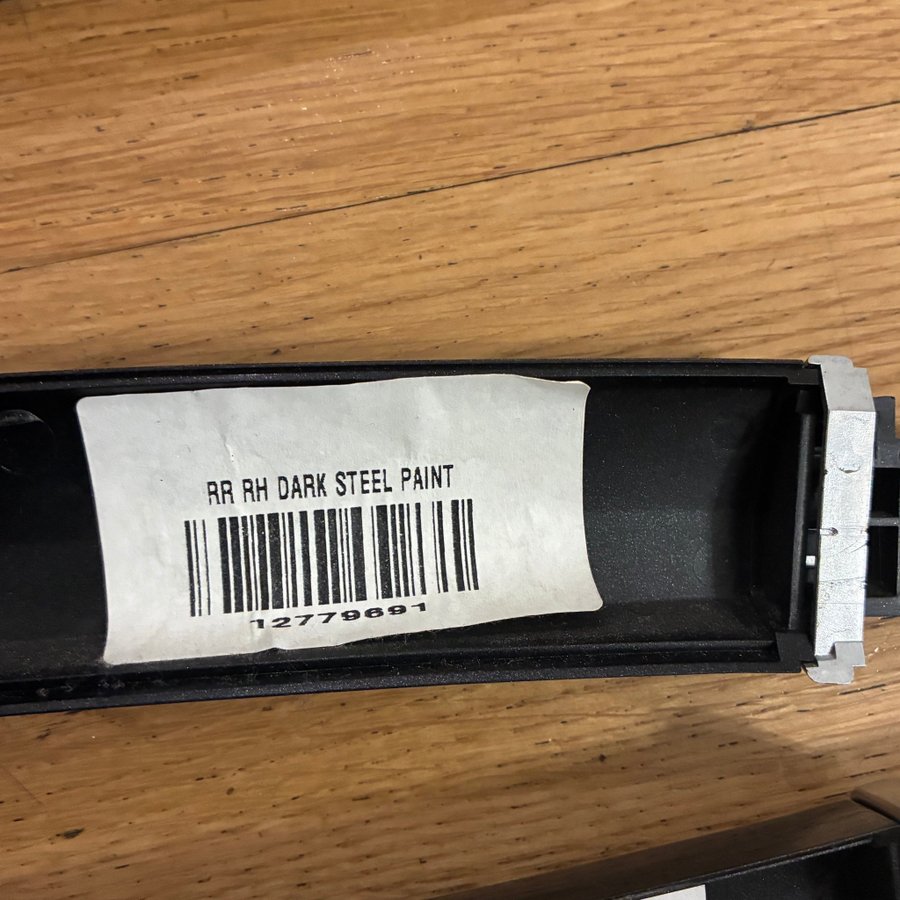 RR RH DARK STEEL PAINT
12779691